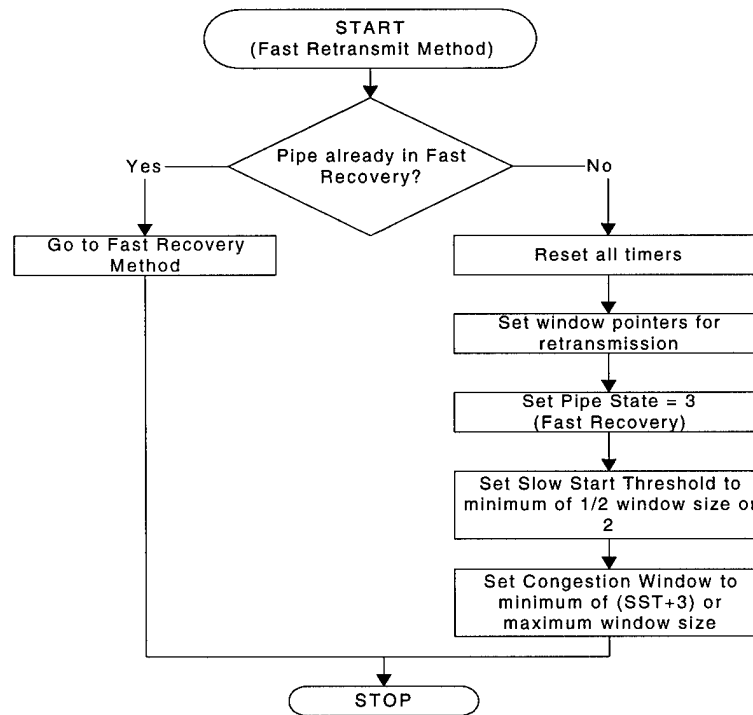 START
(Fast Retransmit Method)
Pipe already in Fast
Recovery?
Yes
No
Go to Fast Recovery
Method
Reset all timers
Set window pointers for
retransmission
Set Pipe State = 3
(Fast Recovery)
Set Slow Start Threshold to
minimum of 1/2 window size or
2
Set Congestion Window to
minimum of (SST+3) or
maximum window size
STOP